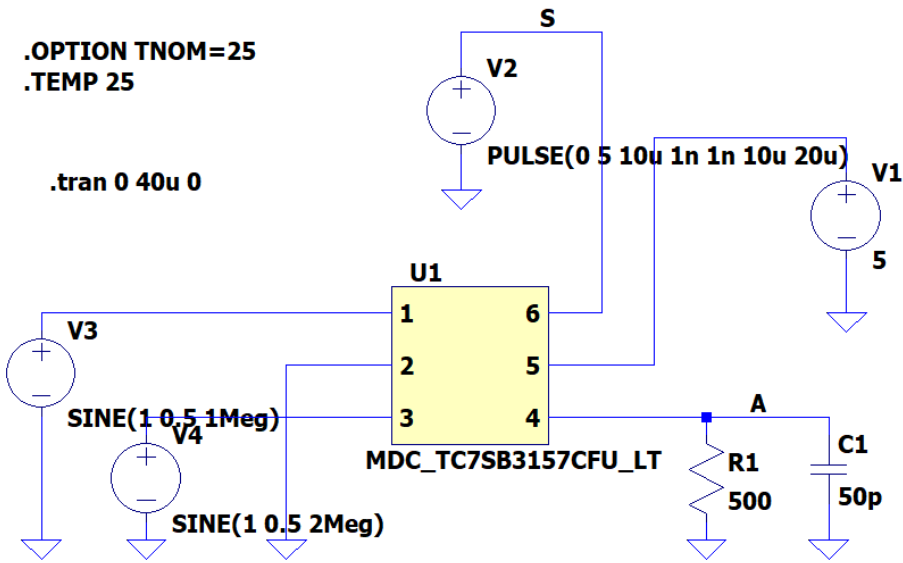 S
.OPTION TNOM=25
.TEMP 25
V2
PULSE(0 5 10u 1n 1n 10u 20u)
.tran 0 40u 0
V1
5
U1
1 6
V3
2 5
SINE(1 0.5 1Meg)
3 4
A
V4
MDC_TC7SB3157CFU_LT
C1
R1
500
50p
SINE(1 0.5 2Meg)